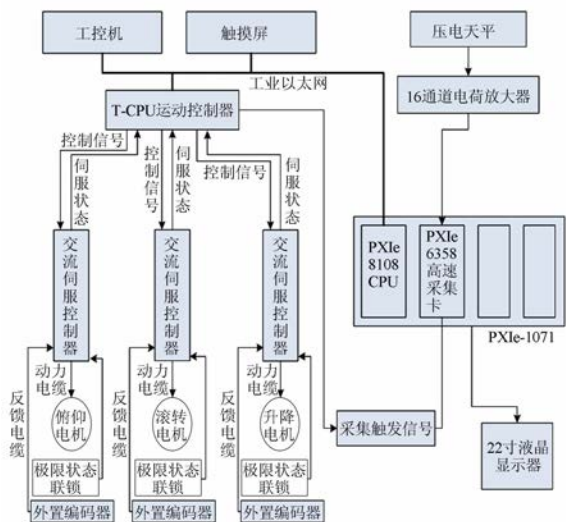 工控机
触摸屏
压电天平
工业以太网
16通道电荷放大器
T-CPU运动控制器
控制信号
伺服状态
控制信号
伺服状态
控制信号
伺服状态
交流伺服控制器
交流伺服控制器
交流伺服控制器
PXIe
8108
CPU
PXIe
6358
高速
采集
卡
PXIe-1071
动力
电缆
反馈电缆
俯仰
电机
极限状态
联锁
外置编码器
动力
电缆
反馈电缆
滚转
电机
极限状态
联锁
外置编码器
动力
电缆
反馈电缆
升降
电机
极限状态
联锁
外置编码器
采集触发信号
22寸液晶
显示器